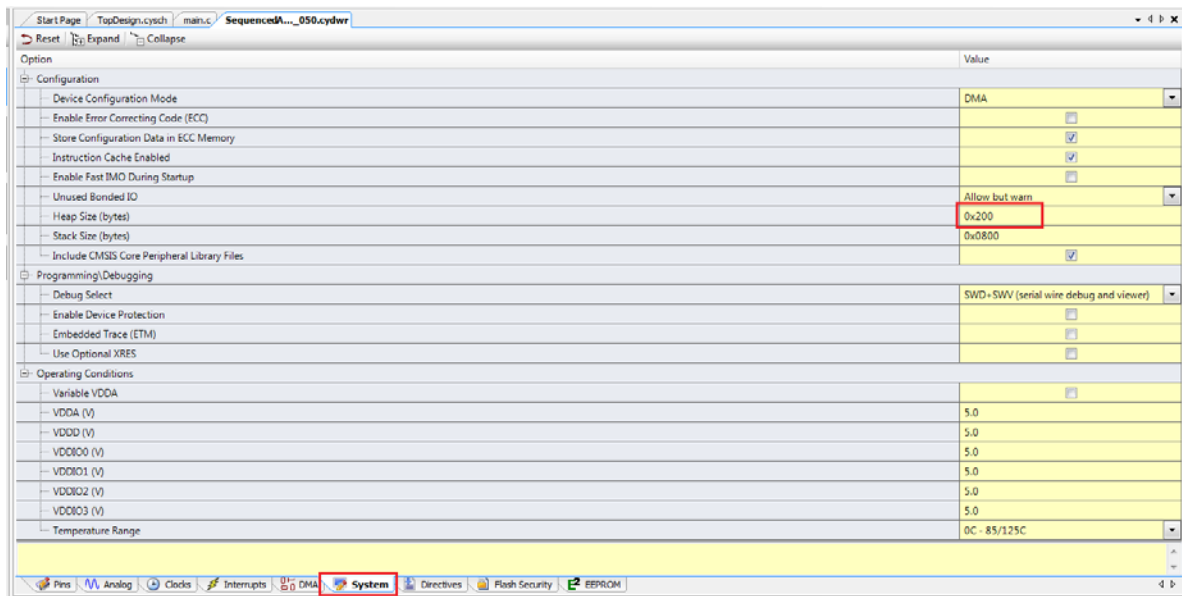 Start Page TopDesign.cysch main.c SequencedA..._050.cydwr
Reset Expand Collapse
Option Value
Configuration
Device Configuration Mode DMA
Enable Error Correcting Code (ECC)
Store Configuration Data in ECC Memory
Instruction Cache Enabled
Enable Fast IMO During Startup
Unused Bonded IO Allow but warn
Heap Size (bytes) 0x200
Stack Size (bytes) 0x0800
Include CMSIS Core Peripheral Library Files
Programming\Debugging
Debug Select SWD+SWV (serial wire debug and viewer)
Enable Device Protection
Embedded Trace (ETM)
Use Optional XRES
Operating Conditions
Variable VDDA
VDDA (V) 5.0
VDDD (V) 5.0
VDDIO0 (V) 5.0
VDDIO1 (V) 5.0
VDDIO2 (V) 5.0
VDDIO3 (V) 5.0
Temperature Range 0C - 85/125C
Pins Analog Clocks Interrupts DMA System Directives Flash Security EEPROM